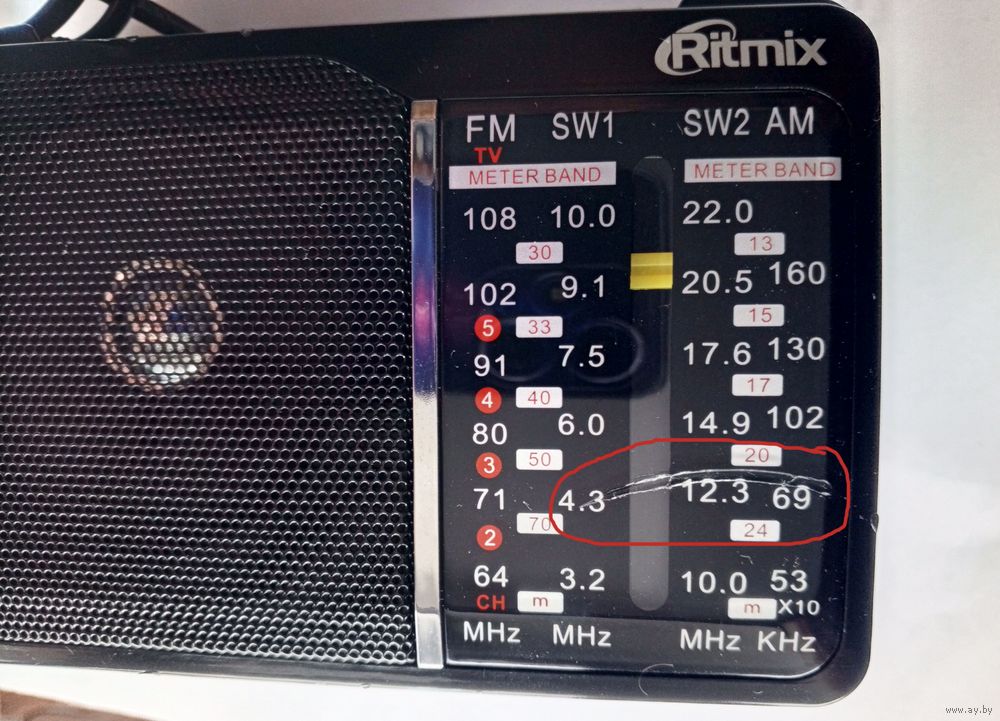 Ritmix
FM SW1 SW2 AM
TV
METER BAND METER BAND
108 10.0 22.0
30 13
102 9.1 20.5 160
5 33 15
91 7.5 17.6 130
4 40 17
80 6.0 14.9 102
3 50 20
71 4.3 12.3 69
2 70 24
64 3.2 10.0 53
CH m m X10
MHz MHz MHz KHz
www.ay.by